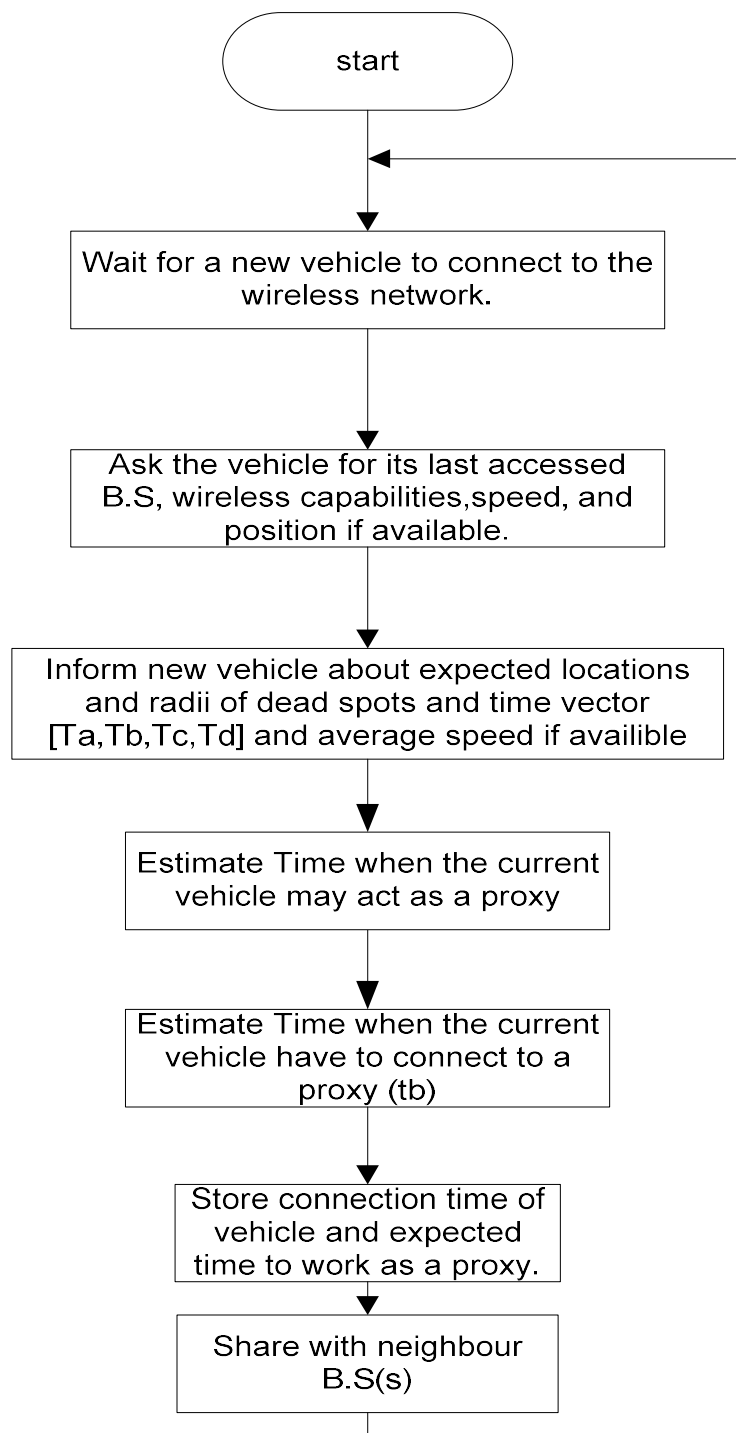 start
Wait for a new vehicle to connect to the
wireless network.
Ask the vehicle for its last accessed
B.S, wireless capabilities,speed, and
position if available.
Inform new vehicle about expected locations
and radii of dead spots and time vector
[Ta,Tb,Tc,Td] and average speed if availible
Estimate Time when the current
vehicle may act as a proxy
Estimate Time when the current
vehicle have to connect to a
proxy (tb)
Store connection time of
vehicle and expected
time to work as a proxy.
Share with neighbour
B.S(s)